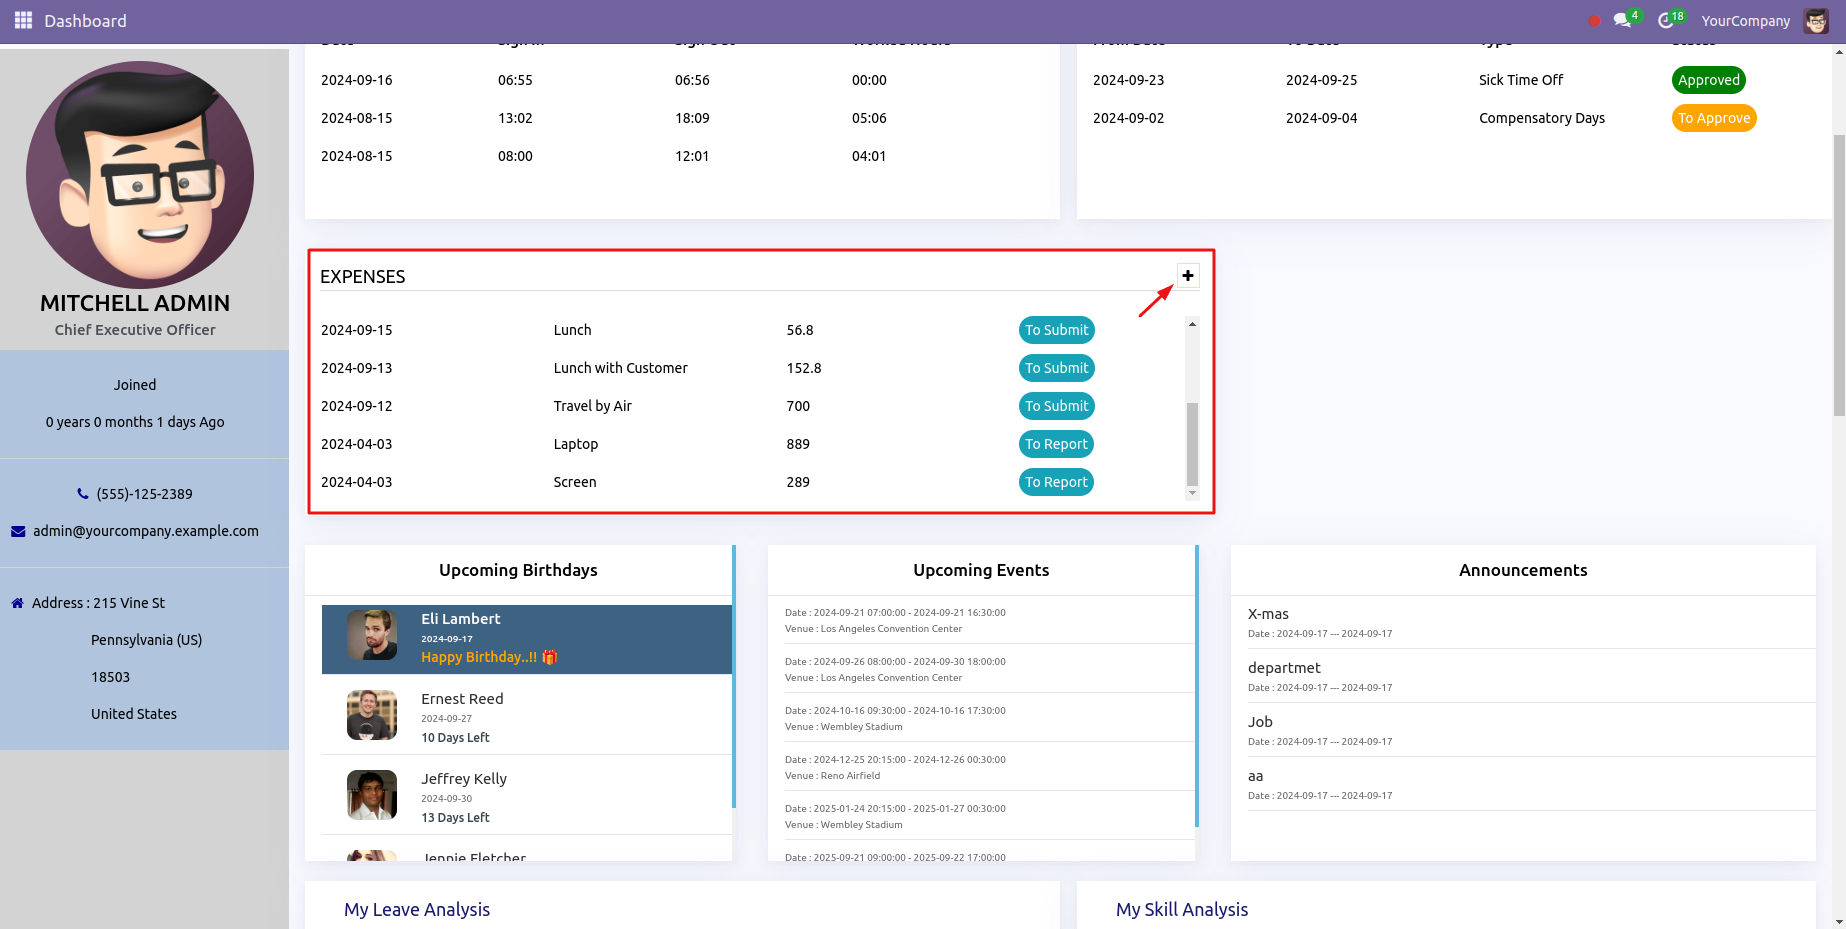 Dashboard
4
18
YourCompany
MITCHELL ADMIN
Chief Executive Officer
Joined
0 years 0 months 1 days Ago
(555)-125-2389
admin@yourcompany.example.com
Address : 215 Vine St
Pennsylvania (US)
18503
United States
2024-09-16 06:55 06:56 00:00
2024-08-15 13:02 18:09 05:06
2024-08-15 08:00 12:01 04:01
2024-09-23 2024-09-25 Sick Time Off Approved
2024-09-02 2024-09-04 Compensatory Days To Approve
EXPENSES
2024-09-15 Lunch 56.8 To Submit
2024-09-13 Lunch with Customer 152.8 To Submit
2024-09-12 Travel by Air 700 To Submit
2024-04-03 Laptop 889 To Report
2024-04-03 Screen 289 To Report
Upcoming Birthdays
Eli Lambert
2024-09-17
Happy Birthday..!! 🎁
Ernest Reed
2024-09-27
10 Days Left
Jeffrey Kelly
2024-09-30
13 Days Left
Jennie Fletcher
Upcoming Events
Date : 2024-09-21 07:00:00 - 2024-09-21 16:30:00
Venue : Los Angeles Convention Center
Date : 2024-09-26 08:00:00 - 2024-09-30 18:00:00
Venue : Los Angeles Convention Center
Date : 2024-10-16 09:30:00 - 2024-10-16 17:30:00
Venue : Wembley Stadium
Date : 2024-12-25 20:15:00 - 2024-12-26 00:30:00
Venue : Reno Airfield
Date : 2025-01-24 20:15:00 - 2025-01-27 00:30:00
Venue : Wembley Stadium
Date : 2025-09-21 09:00:00 - 2025-09-22 17:00:00
Announcements
X-mas
Date : 2024-09-17 --- 2024-09-17
departmet
Date : 2024-09-17 --- 2024-09-17
Job
Date : 2024-09-17 --- 2024-09-17
aa
Date : 2024-09-17 --- 2024-09-17
My Leave Analysis
My Skill Analysis